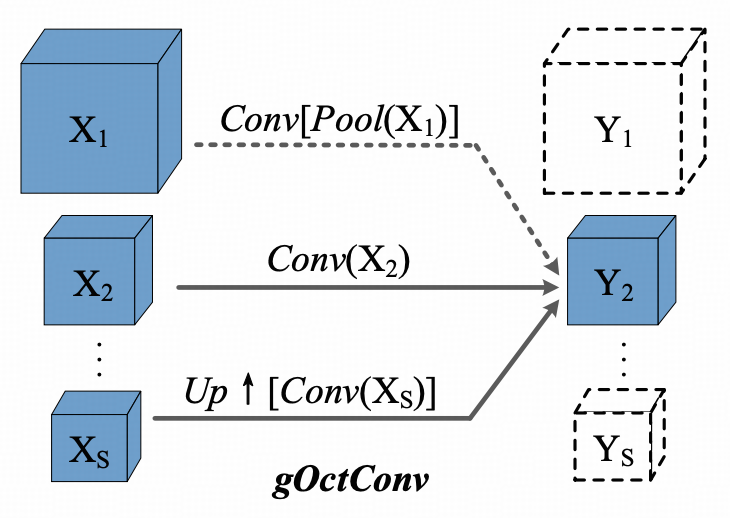 X₁
Conv[Pool(X₁)]
Y₁
X₂
Conv(X₂)
Y₂
Xₛ
Up ↑ [Conv(Xₛ)]
Yₛ
gOctConv